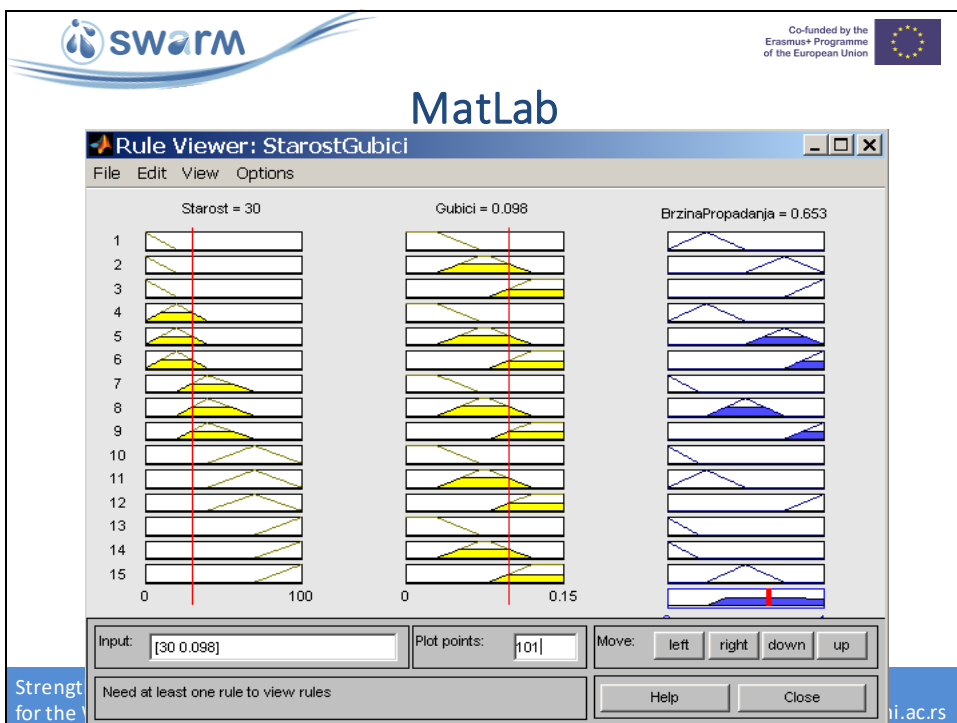 swarm
Co-funded by the
Erasmus+ Programme
of the European Union
MatLab
Rule Viewer: StarostGubici
File Edit View Options
Starost = 30
Gubici = 0.098
BrzinaPropadanja = 0.653
1
2
3
4
5
6
7
8
9
10
11
12
13
14
15
0 100
0 0.15
Input: [30 0.098]
Plot points: 101
Move: left right down up
Need at least one rule to view rules
Help Close
Strengt
for the
ni.ac.rs